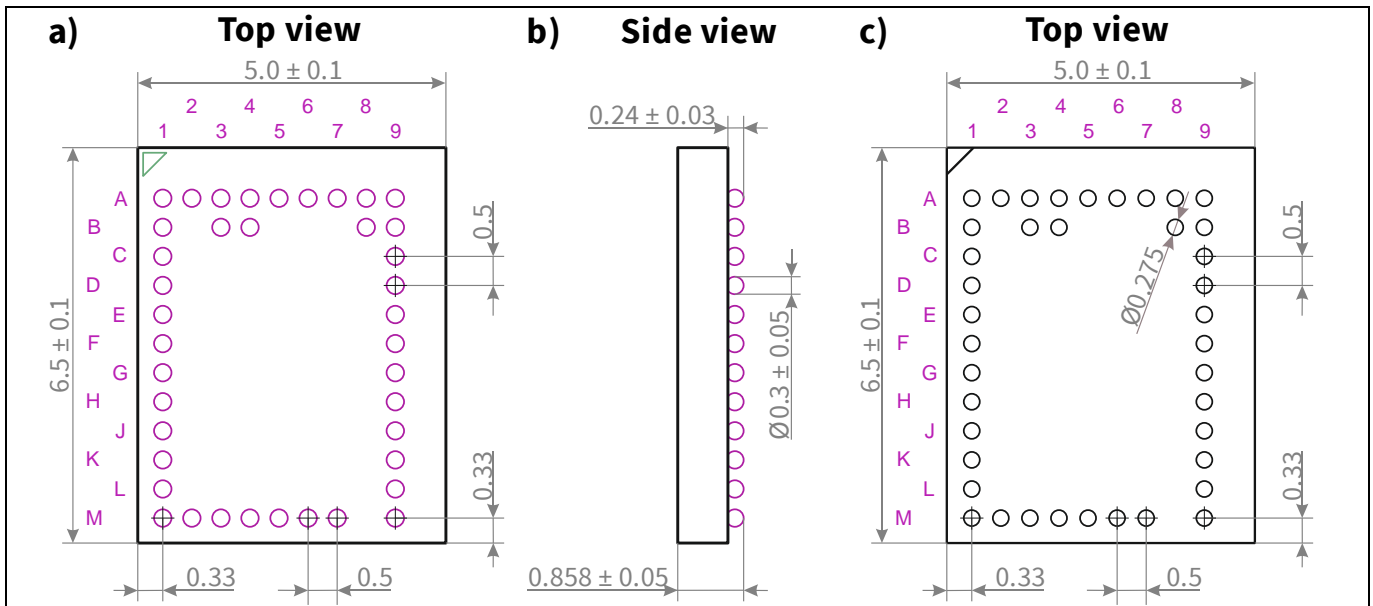 a) Top view b) Side view c) Top view
5.0 ± 0.1 5.0 ± 0.1
2 4 6 8 0.24 ± 0.03 2 4 6 8
1 3 5 7 9 1 3 5 7 9
A A
B 0.5 B 0.5
C C
D D
E Ø0.275 E
F 6.5 ± 0.1 F 6.5 ± 0.1
G Ø0.3 ± 0.05 G
H H
J J
K K
L 0.33 L 0.33
M M
0.33 0.5 0.858 ± 0.05 0.33 0.5